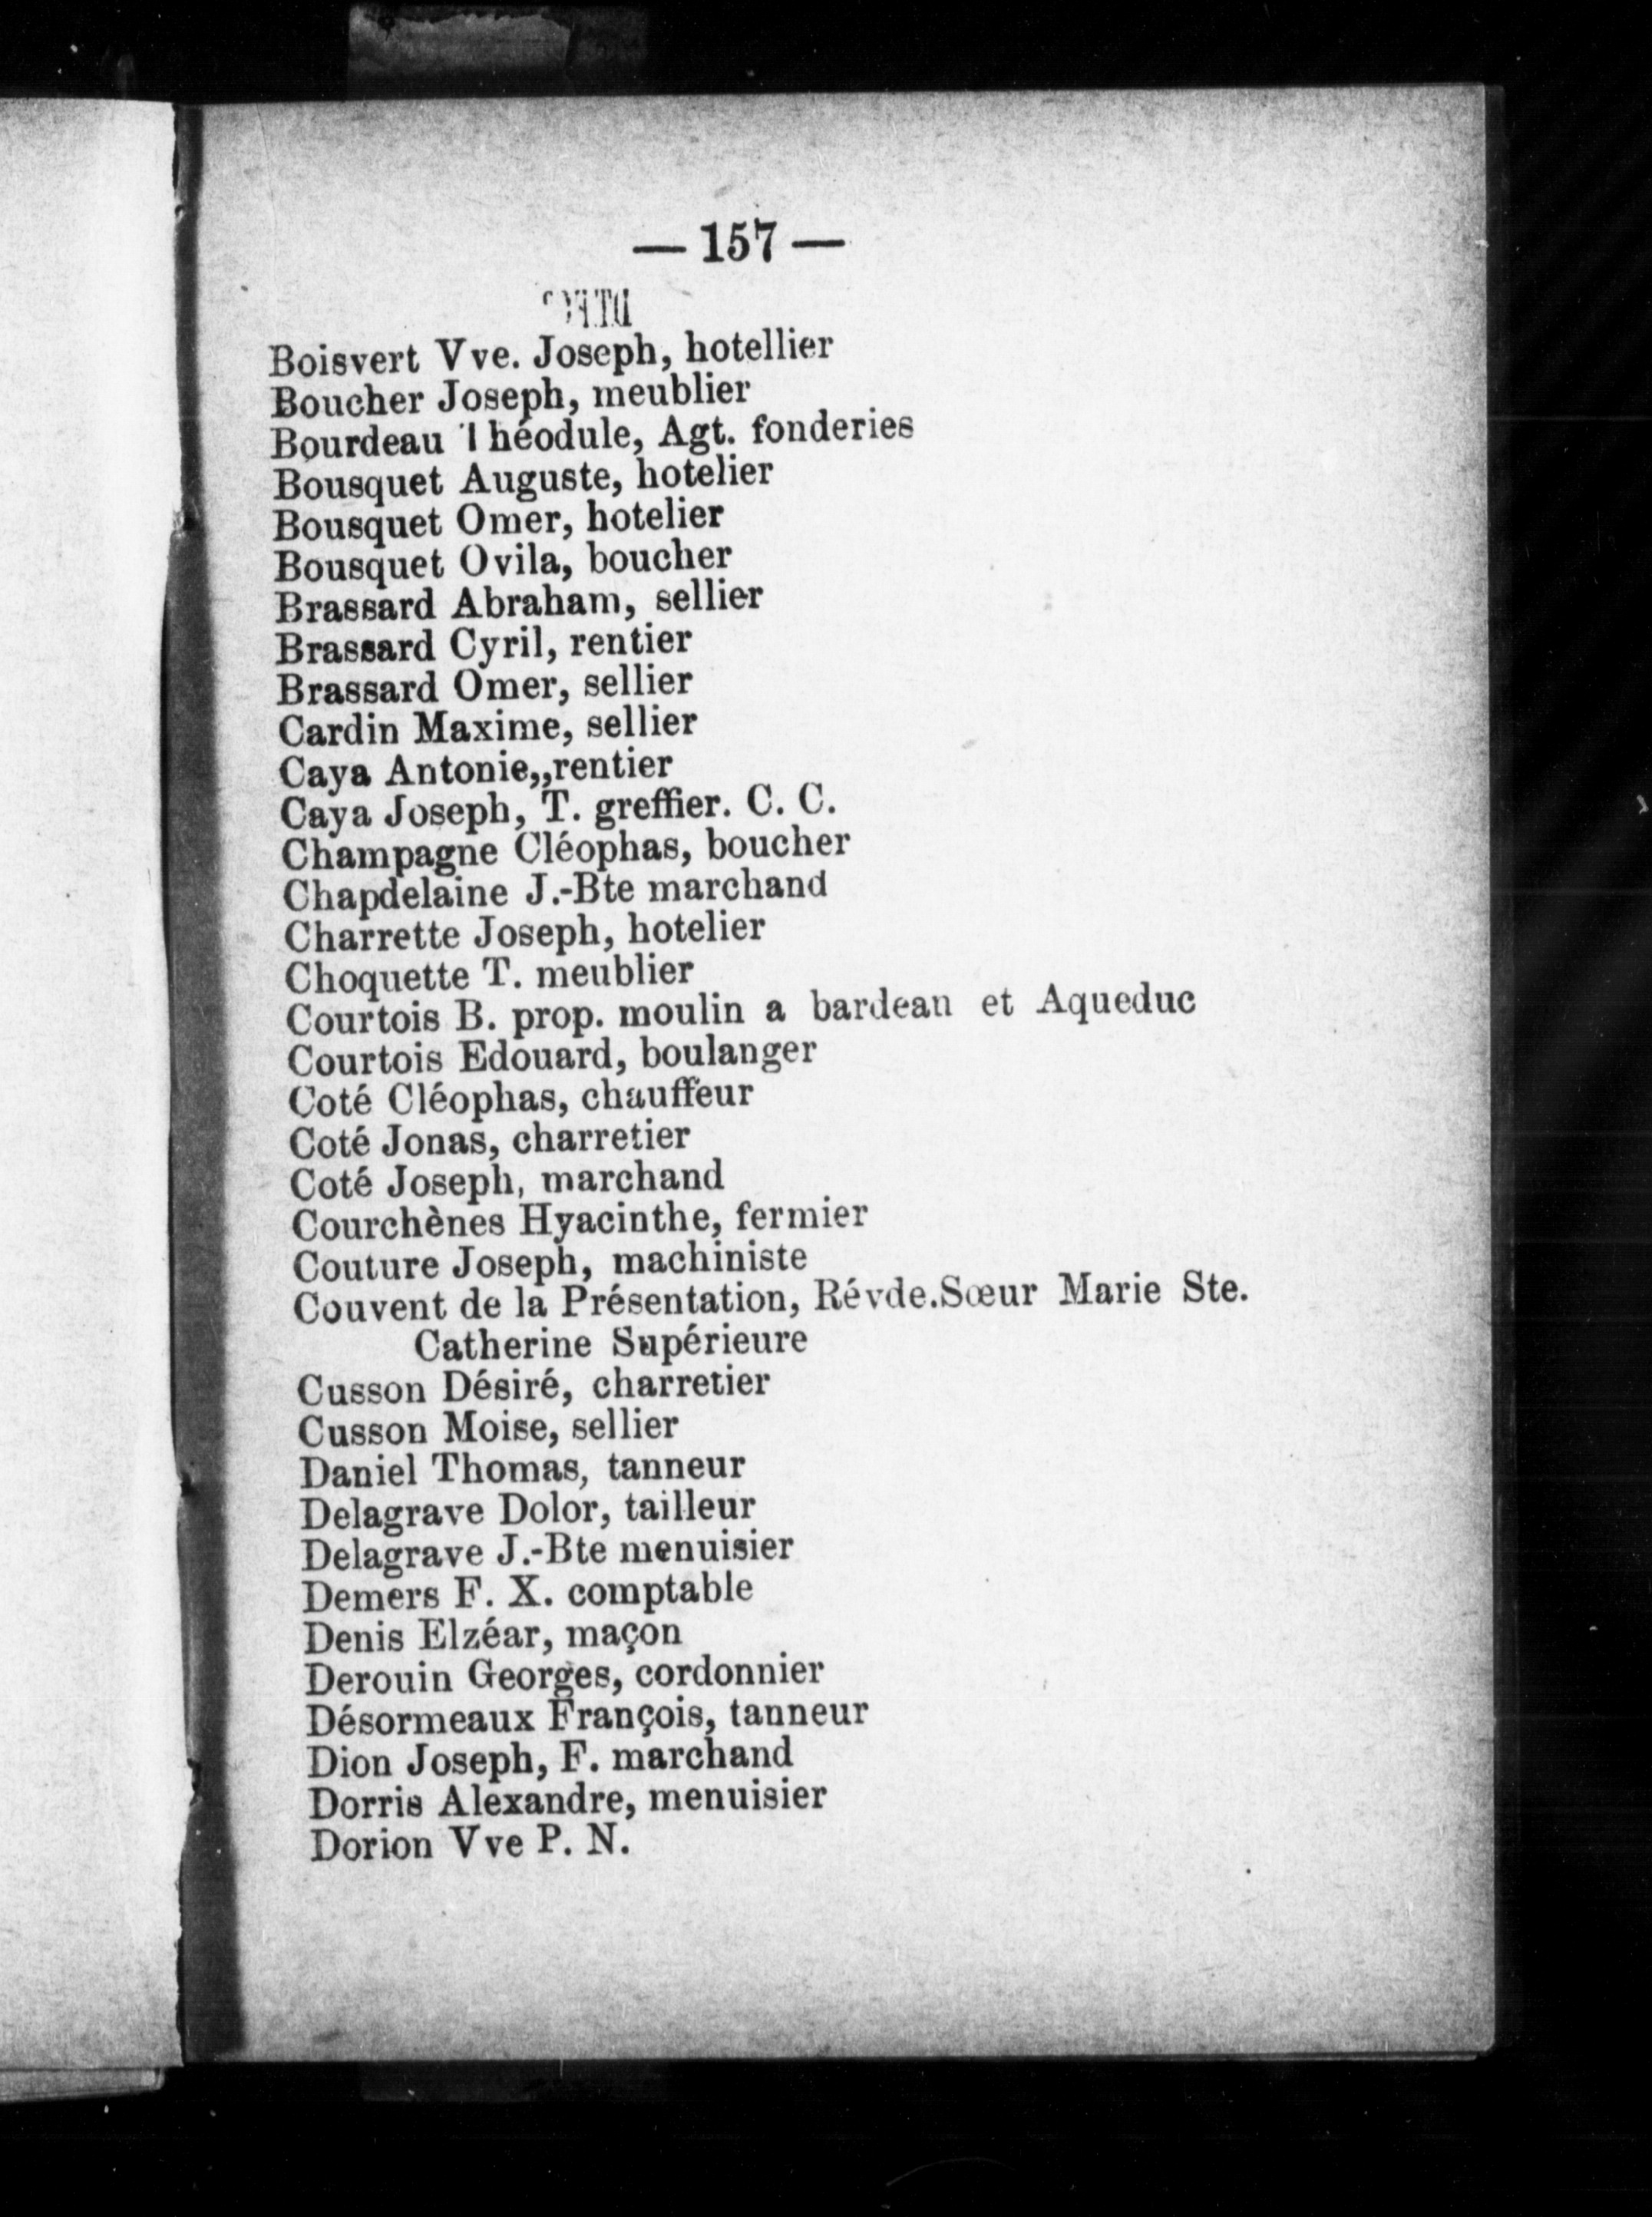 — 157 —
Boisvert Vve. Joseph, hotellier
Boucher Joseph, meublier
Bourdeau Théodule, Agt. fonderies
Bousquet Auguste, hotelier
Bousquet Omer, hotelier
Bousquet Ovila, boucher
Brassard Abraham, sellier
Brassard Cyril, rentier
Brassard Omer, sellier
Cardin Maxime, sellier
Caya Antonie,,rentier
Caya Joseph, T. greffier. C. C.
Champagne Cléophas, boucher
Chapdelaine J.-Bte marchand
Charrette Joseph, hotelier
Choquette T. meublier
Courtois B. prop. moulin a bardeau et Aqueduc
Courtois Edouard, boulanger
Coté Cléophas, chauffeur
Coté Jonas, charretier
Coté Joseph, marchand
Courchènes Hyacinthe, fermier
Couture Joseph, machiniste
Couvent de la Présentation, Révde.Sœur Marie Ste.
Catherine Supérieure
Cusson Désiré, charretier
Cusson Moise, sellier
Daniel Thomas, tanneur
Delagrave Dolor, tailleur
Delagrave J.-Bte menuisier
Demers F. X. comptable
Denis Elzéar, maçon
Derouin Georges, cordonnier
Désormeaux François, tanneur
Dion Joseph, F. marchand
Dorris Alexandre, menuisier
Dorion Vve P. N.